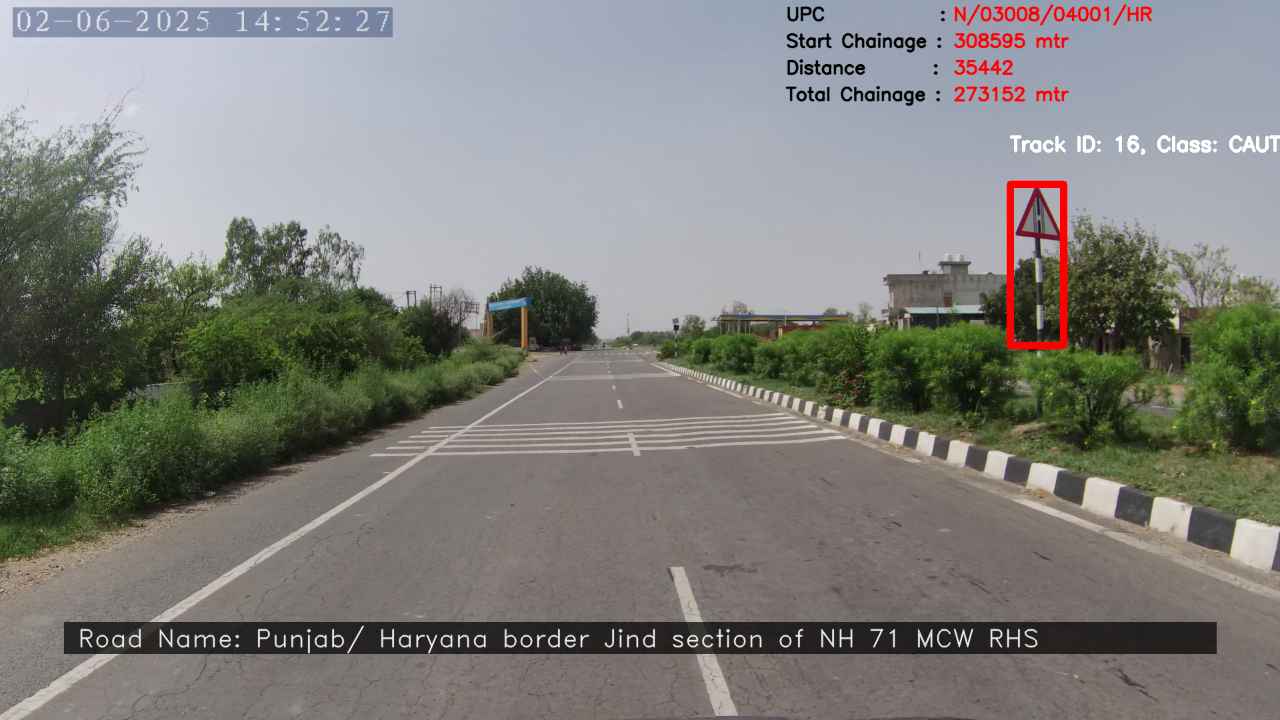 02-06-2025 14:52:27
UPC : N/03008/04001/HR
Start Chainage : 308595 mtr
Distance : 35442
Total Chainage : 273152 mtr
Track ID: 16, Class: CAUT
Road Name: Punjab/ Haryana border Jind section of NH 71 MCW RHS